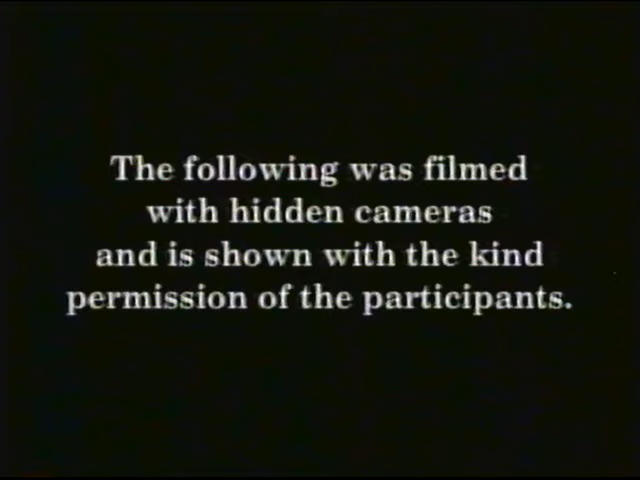 The following was filmed
with hidden cameras
and is shown with the kind
permission of the participants.